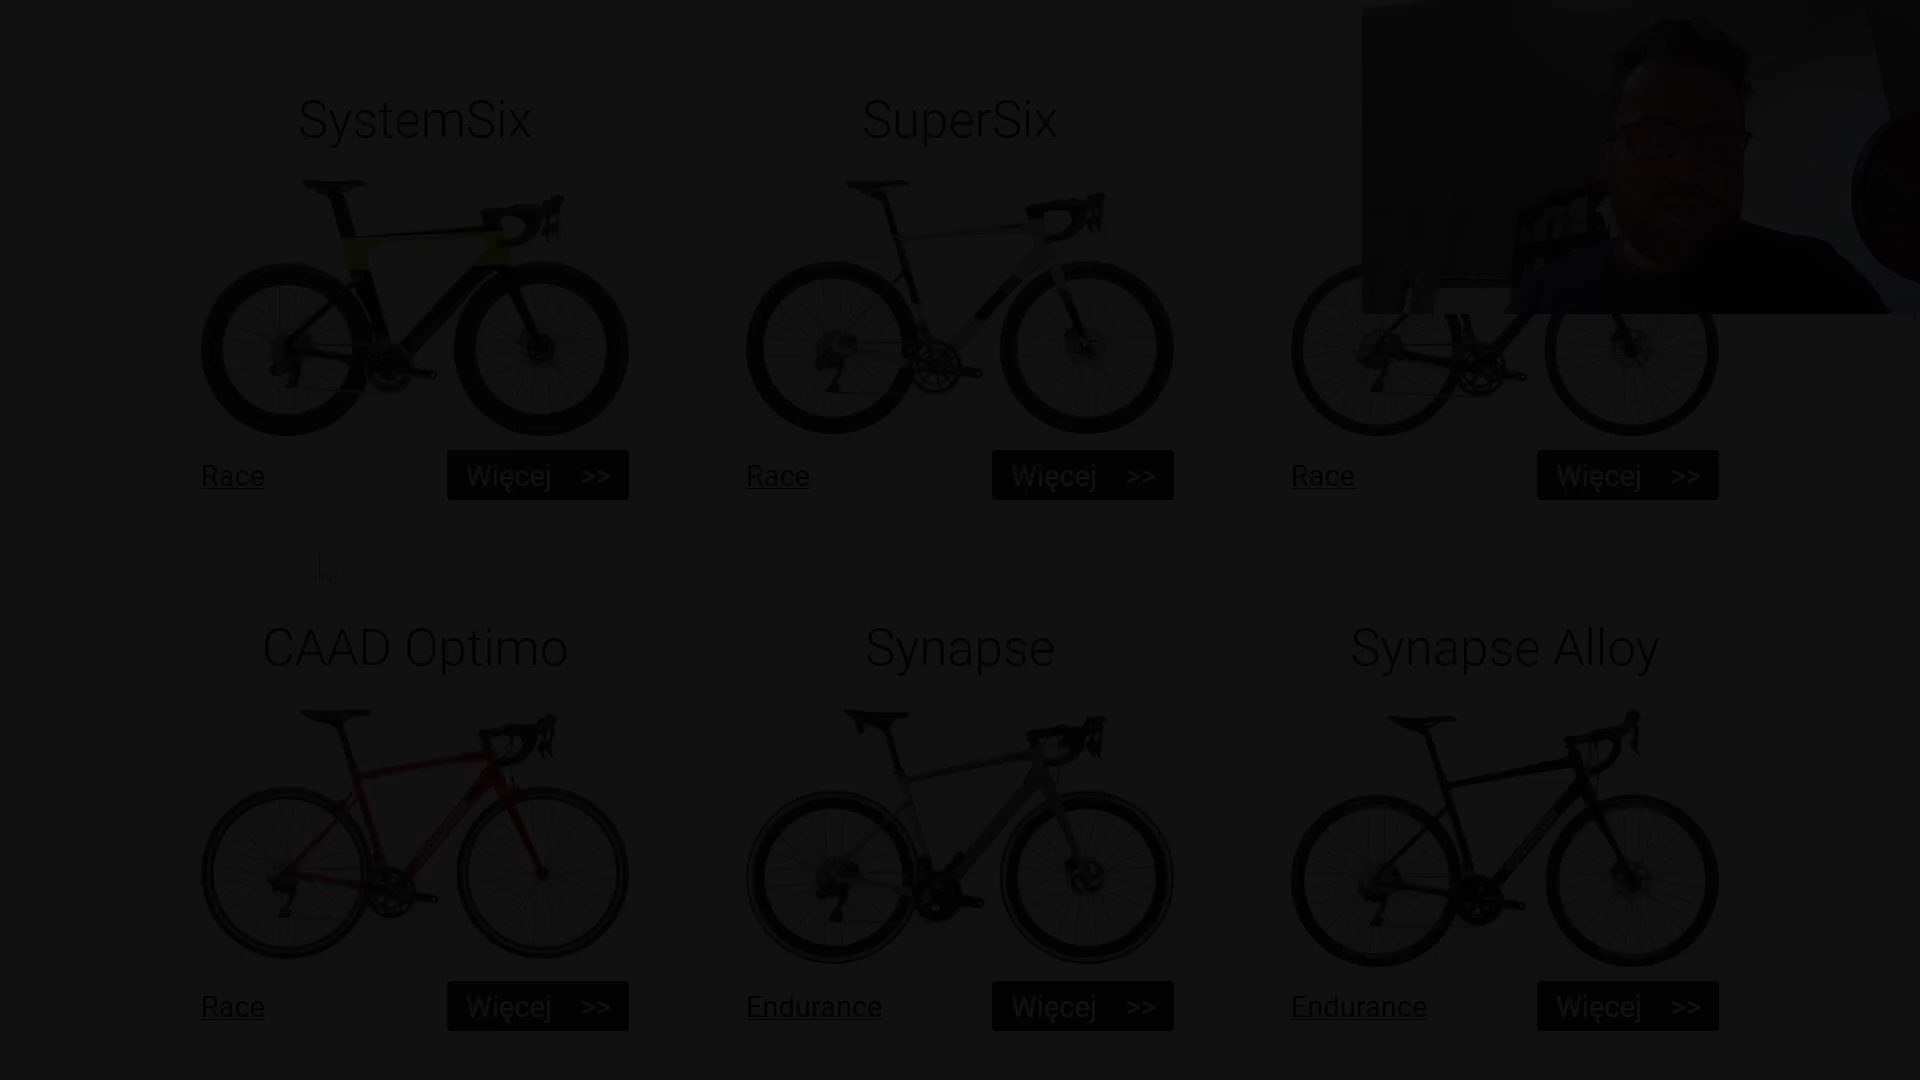 SystemSix
SuperSix
Race
Więcej >>
Race
Więcej >>
Race
Więcej >>
CAAD Optimo
Synapse
Synapse Alloy
Race
Więcej >>
Endurance
Więcej >>
Endurance
Więcej >>